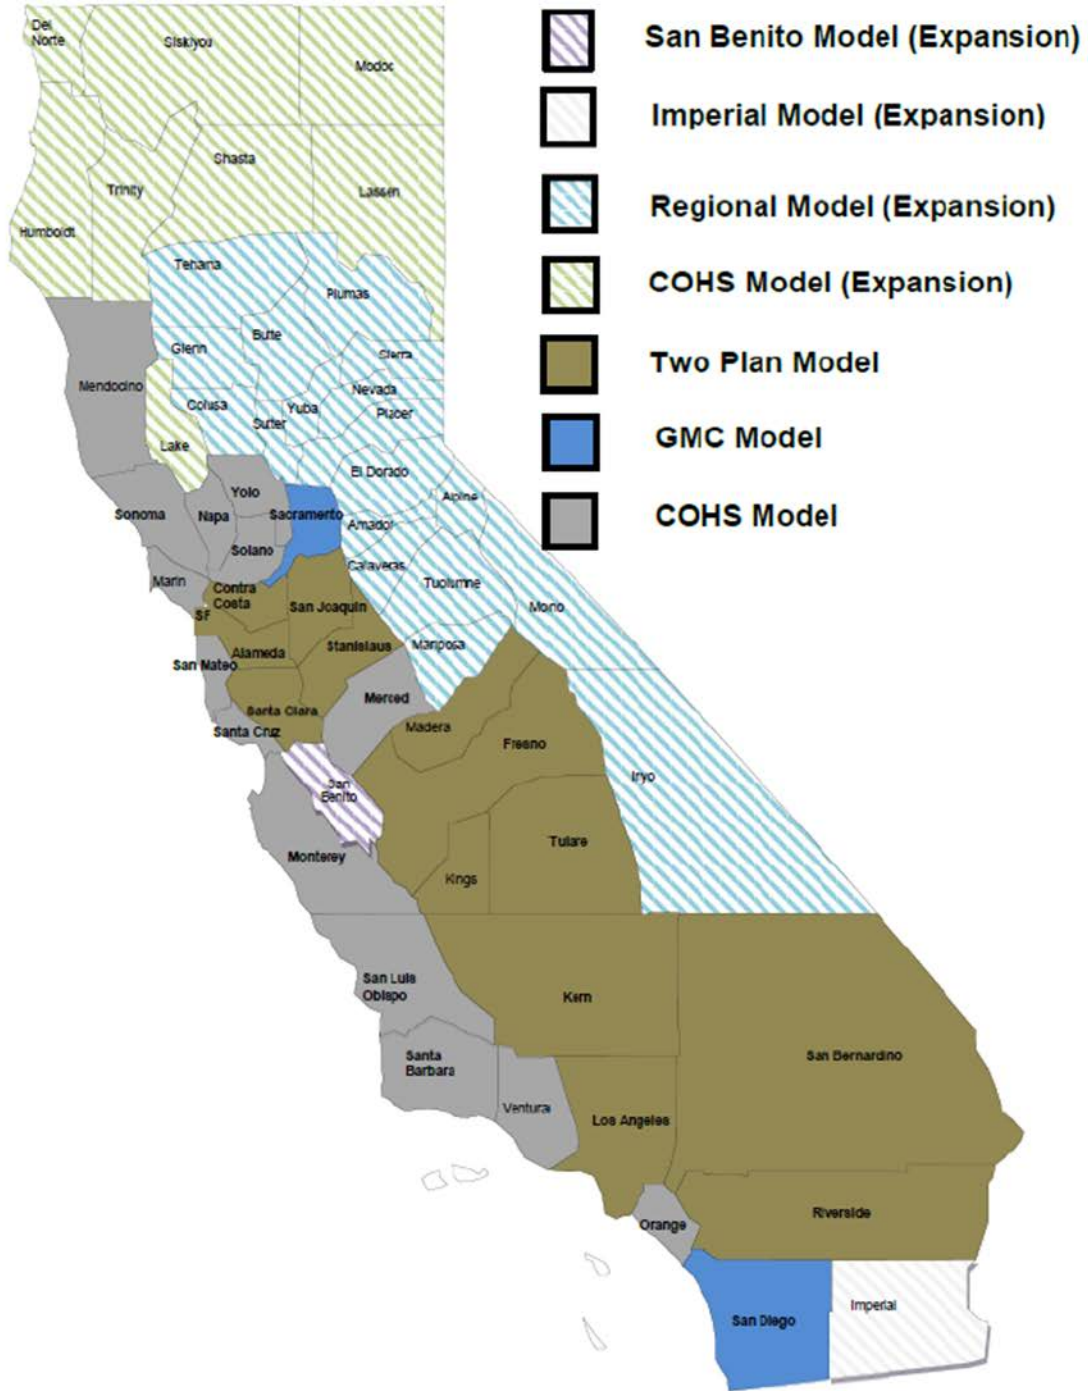 Del
Norte
Siskiyou
Modoc
Shasta
Trinity
Lassen
Humboldt
Tehama
Plumas
Butte
Glenn
Sierra
Mendocino
Nevada
Colusa
Yuba
Placer
Sutter
Lake
El Dorado
Yolo
Alpine
Sonoma
Napa
Sacramento
Amador
Solano
Calaveras
Marin
Tuolumne
Contra
Costa
San Joaquin
Mono
SF
Stanislaus
Mariposa
Alameda
San Mateo
Merced
Santa Clara
Madera
Santa Cruz
Fresno
Inyo
San
Benito
Tulare
Monterey
Kings
San Luis
Obispo
Kern
Santa
Barbara
San Bernardino
Ventura
Los Angeles
Riverside
Orange
Imperial
San Diego
San Benito Model (Expansion)
Imperial Model (Expansion)
Regional Model (Expansion)
COHS Model (Expansion)
Two Plan Model
GMC Model
COHS Model